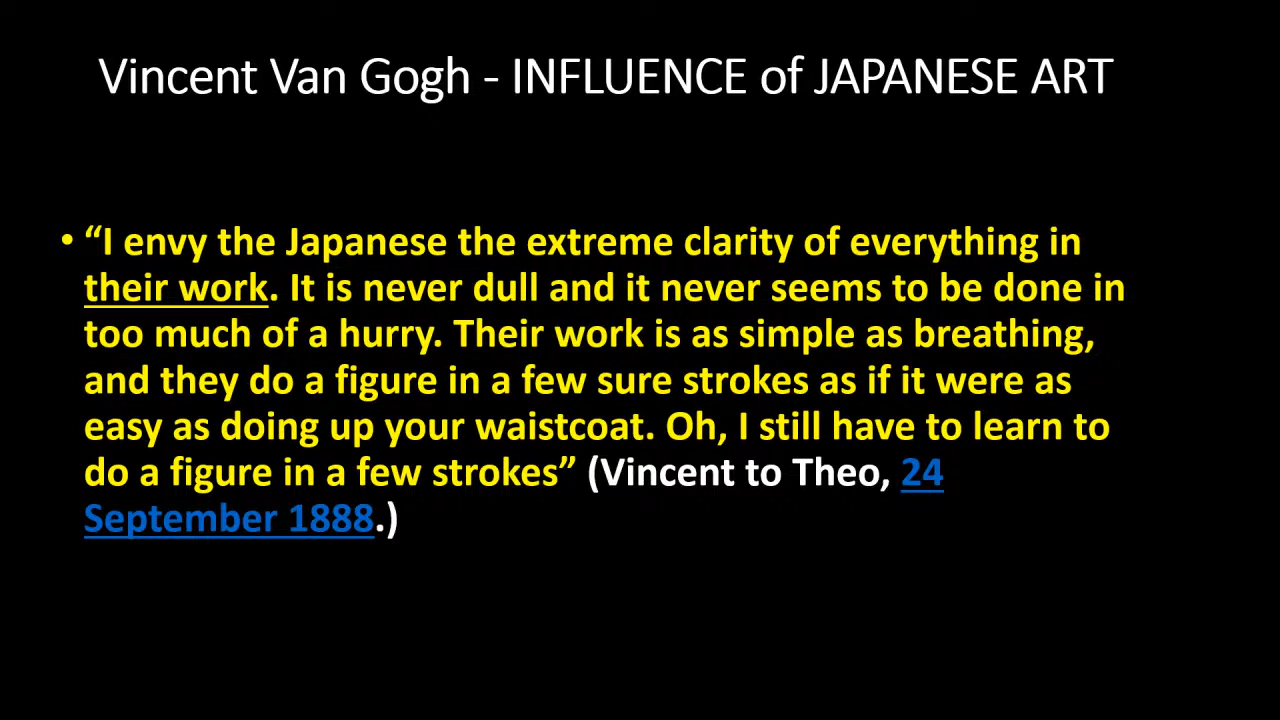 Vincent Van Gogh - INFLUENCE of JAPANESE ART
• “I envy the Japanese the extreme clarity of everything in
their work. It is never dull and it never seems to be done in
too much of a hurry. Their work is as simple as breathing,
and they do a figure in a few sure strokes as if it were as
easy as doing up your waistcoat. Oh, I still have to learn to
do a figure in a few strokes” (Vincent to Theo, 24
September 1888.)